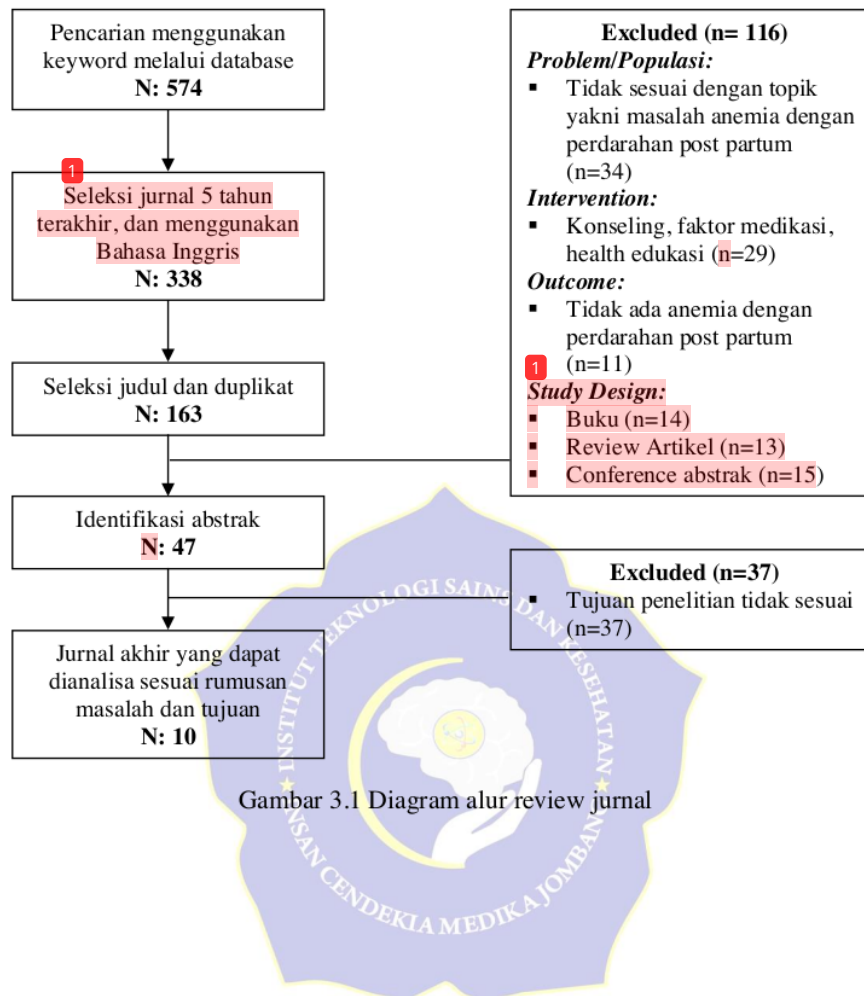 Pencarian menggunakan
keyword melalui database
N: 574
1
Seleksi jurnal 5 tahun
terakhir, dan menggunakan
Bahasa Inggris
N: 338
Seleksi judul dan duplikat
N: 163
Excluded (n= 116)
Problem/Populasi:
▪ Tidak sesuai dengan topik
yakni masalah anemia dengan
perdarahan post partum
(n=34)
Intervention:
▪ Konseling, faktor medikasi,
health edukasi (n=29)
Outcome:
▪ Tidak ada anemia dengan
perdarahan post partum
(n=11)
1
Study Design:
▪ Buku (n=14)
▪ Review Artikel (n=13)
▪ Conference abstrak (n=15)
Identifikasi abstrak
N: 47
Excluded (n=37)
▪ Tujuan penelitian tidak sesuai
(n=37)
Jurnal akhir yang dapat
dianalisa sesuai rumusan
masalah dan tujuan
N: 10
Gambar 3.1 Diagram alur review jurnal
INSTITUT TEKNOLOGI SAINS DAN KESEHATAN
INSAN CENDEKIA MEDIKA JOMBANG